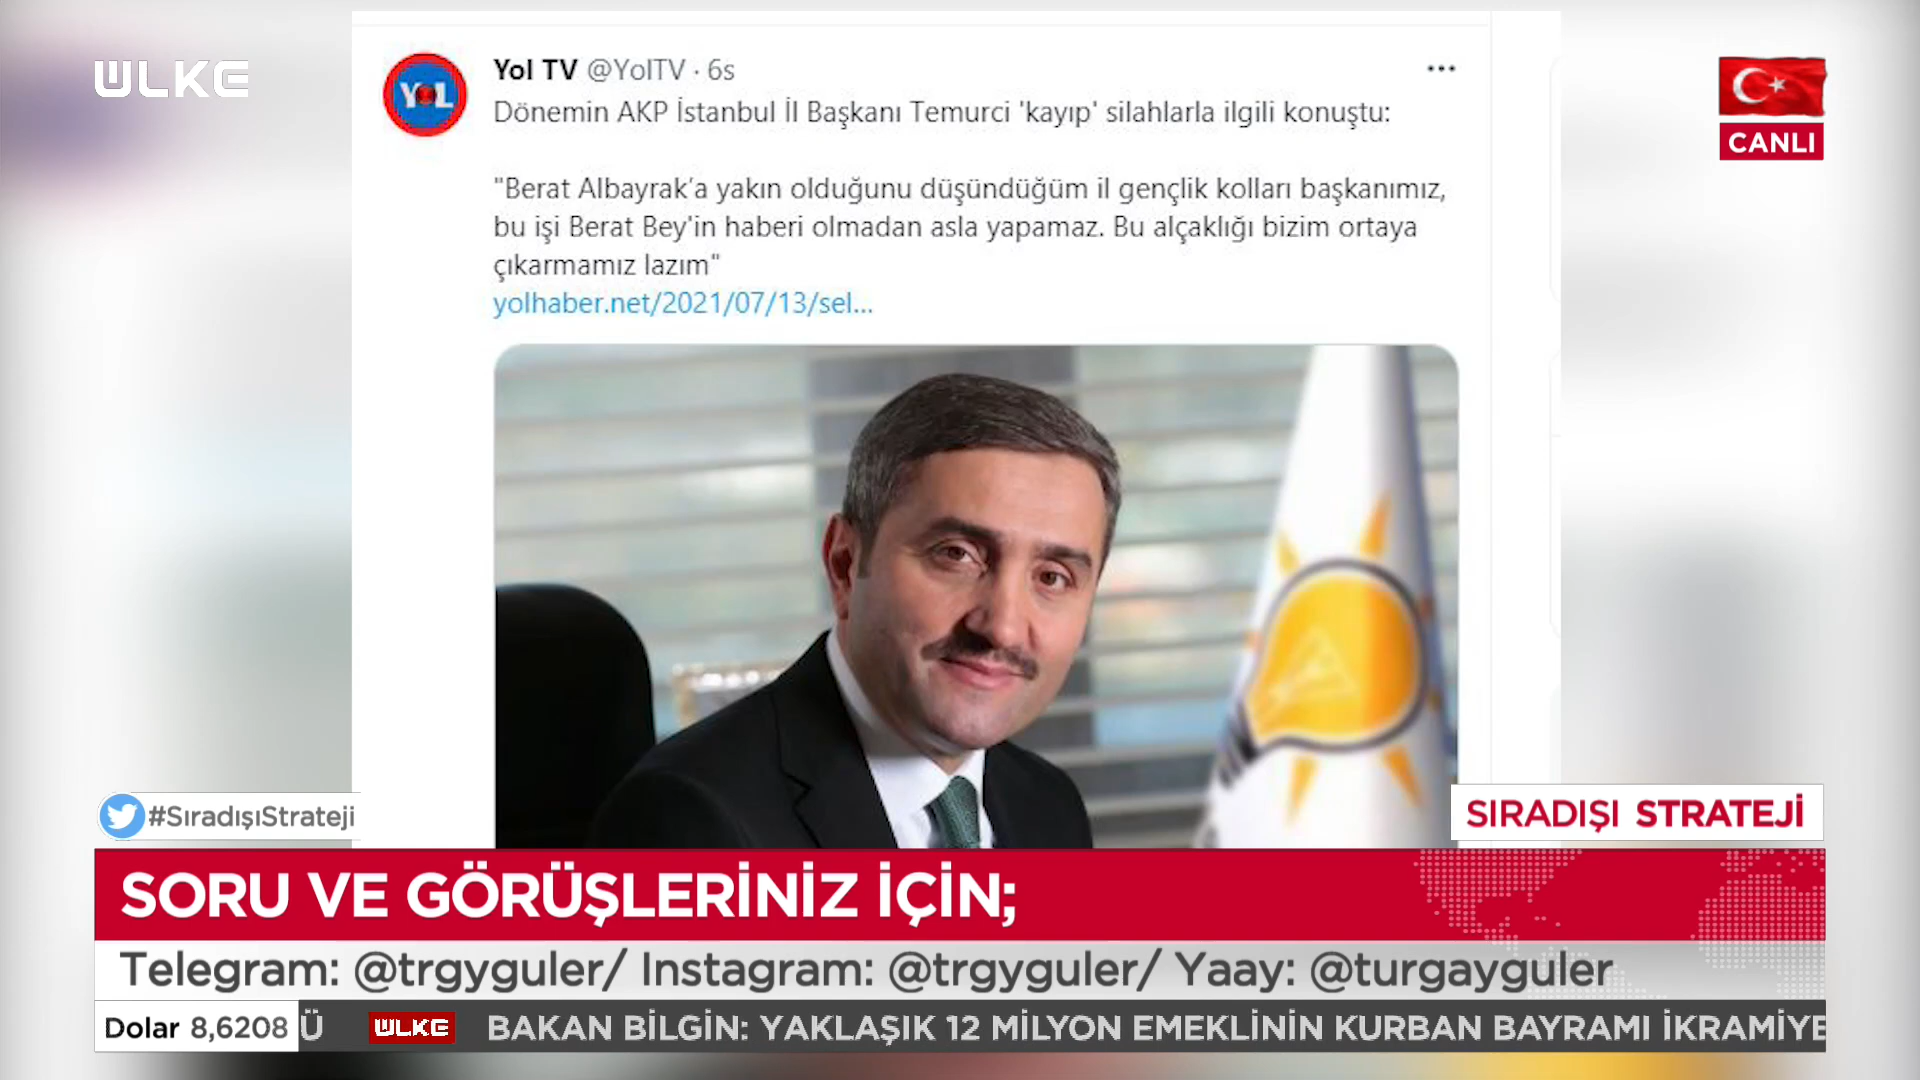 ÜLKE
CANLI
YOL
Yol TV @YolTV · 6s
Dönemin AKP İstanbul İl Başkanı Temurci 'kayıp' silahlarla ilgili konuştu:
"Berat Albayrak’a yakın olduğunu düşündüğüm il gençlik kolları başkanımız,
bu işi Berat Bey'in haberi olmadan asla yapamaz. Bu alçaklığı bizim ortaya
çıkarmamız lazım"
yolhaber.net/2021/07/13/sel...
#SıradışıStrateji
SIRADIŞI STRATEJİ
SORU VE GÖRÜŞLERİNİZ İÇİN;
Telegram: @trgyguler/ Instagram: @trgyguler/ Yaay: @turgayguler
Dolar 8,6208 Ü ÜLKE BAKAN BİLGİN: YAKLAŞIK 12 MİLYON EMEKLİNİN KURBAN BAYRAMI İKRAMİYE